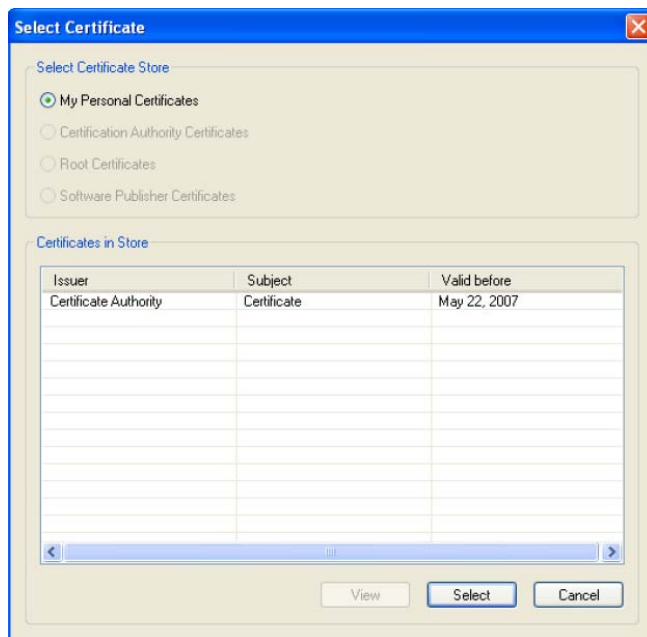 Select Certificate
Select Certificate Store
My Personal Certificates
Certification Authority Certificates
Root Certificates
Software Publisher Certificates
Certificates in Store
Issuer Subject Valid before
Certificate Authority Certificate May 22, 2007
View Select Cancel